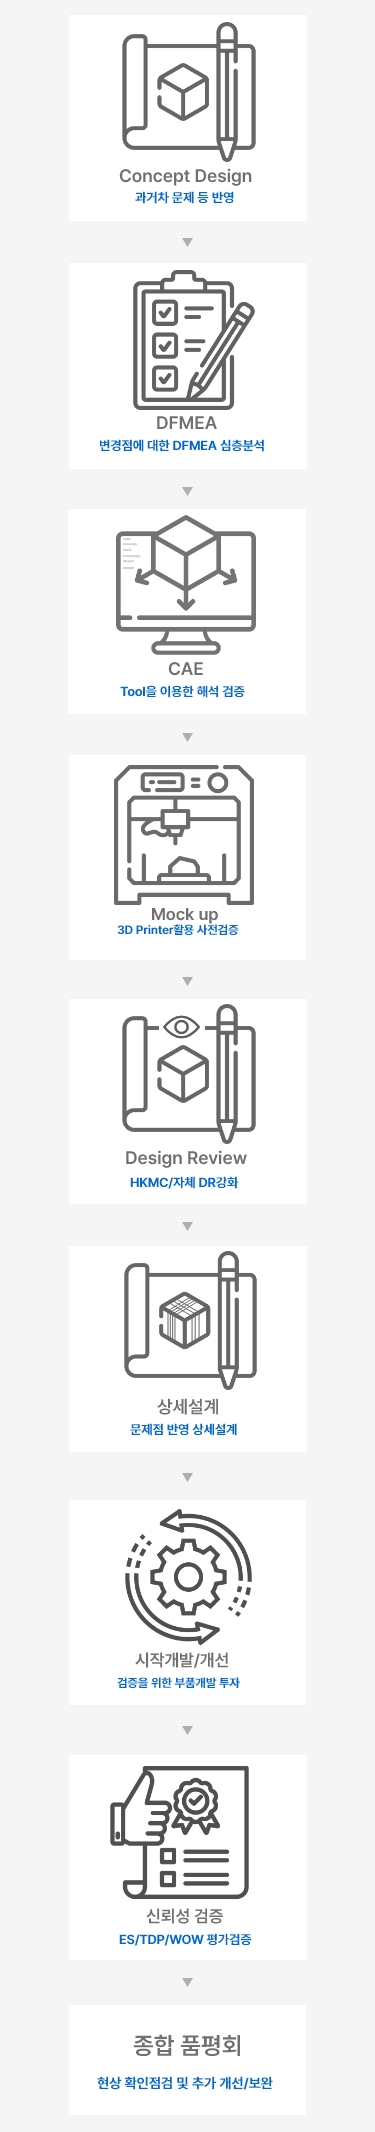 Concept Design
과거차 문제 등 반영
DFMEA
변경점에 대한 DFMEA 심층분석
CAE
Tool을 이용한 해석 검증
Mock up
3D Printer활용 사전검증
Design Review
HKMC/자체 DR강화
상세설계
문제점 반영 상세설계
시작개발/개선
검증을 위한 부품개발 투자
신뢰성 검증
ES/TDP/WOW 평가검증
종합 품평회
현상 확인점검 및 추가 개선/보완